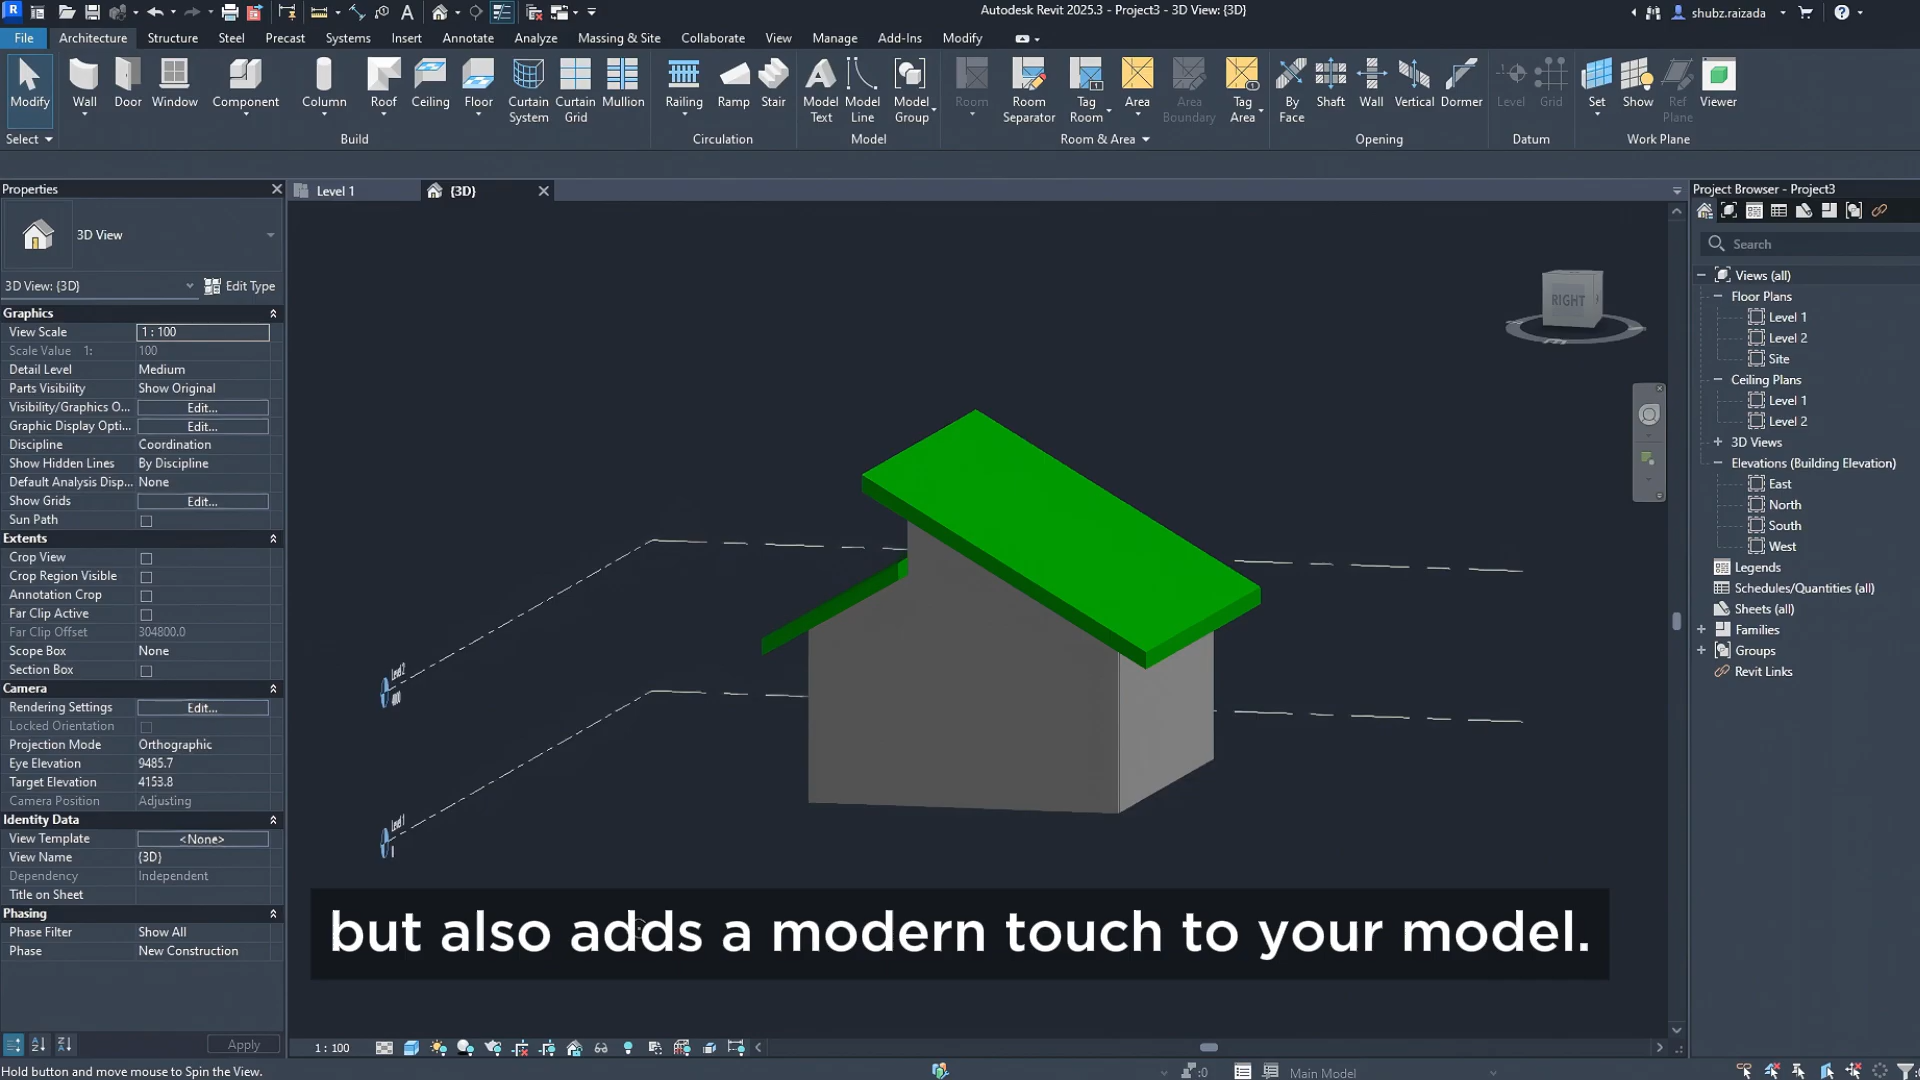 Autodesk Revit 2025.3 - Project3 - 3D View: {3D}
shubz.raizada
File Architecture Structure Steel Precast Systems Insert Annotate Analyze Massing & Site Collaborate View Manage Add-Ins Modify
Modify Wall Door Window Component Column Roof Ceiling Floor Curtain System Curtain Grid Mullion Railing Ramp Stair Model Text Model Line Model Group Room Room Separator Tag Room Area Area Boundary Tag Area By Face Shaft Wall Vertical Dormer Level Grid Set Show Ref Plane Viewer
Select Build Circulation Model Room & Area Opening Datum Work Plane
Properties
3D View
3D View: {3D} Edit Type
Graphics
View Scale 1 : 100
Scale Value 1: 100
Detail Level Medium
Parts Visibility Show Original
Visibility/Graphics O... Edit...
Graphic Display Opti... Edit...
Discipline Coordination
Show Hidden Lines By Discipline
Default Analysis Disp... None
Show Grids Edit...
Sun Path
Extents
Crop View
Crop Region Visible
Annotation Crop
Far Clip Active
Far Clip Offset 304800.0
Scope Box None
Section Box
Camera
Rendering Settings Edit...
Locked Orientation
Projection Mode Orthographic
Eye Elevation 9485.7
Target Elevation 4153.8
Camera Position Adjusting
Identity Data
View Template <None>
View Name {3D}
Dependency Independent
Title on Sheet
Phasing
Phase Filter Show All
Phase New Construction
Apply
Level 1
{3D}
RIGHT
Level 2
Level 1
but also adds a modern touch to your model.
1 : 100
Project Browser - Project3
Search
Views (all)
Floor Plans
Level 1
Level 2
Site
Ceiling Plans
Level 1
Level 2
3D Views
Elevations (Building Elevation)
East
North
South
West
Legends
Schedules/Quantities (all)
Sheets (all)
Families
Groups
Revit Links
Hold button and move mouse to Spin the View.
:0
Main Model